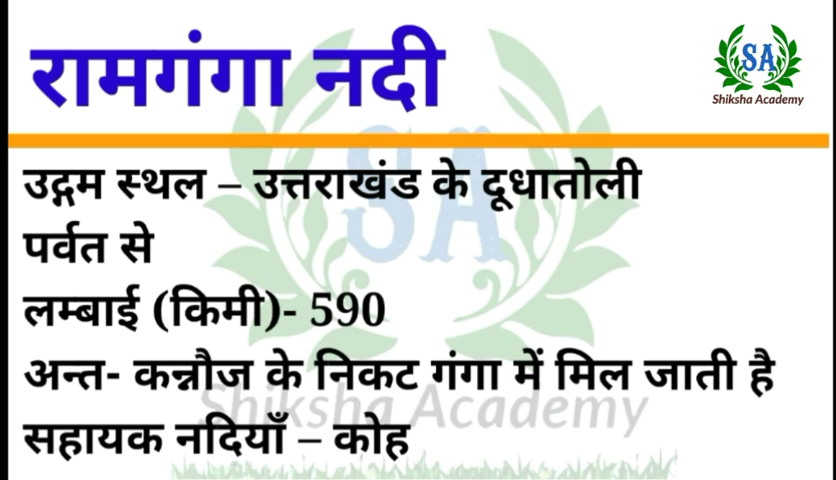 रामगंगा नदी
SA
Shiksha Academy
उद्गम स्थल – उत्तराखंड के दूधातोली
पर्वत से
लम्बाई (किमी)- 590
अन्त- कन्नौज के निकट गंगा में मिल जाती है
सहायक नदियाँ – कोह
SA
Shiksha Academy